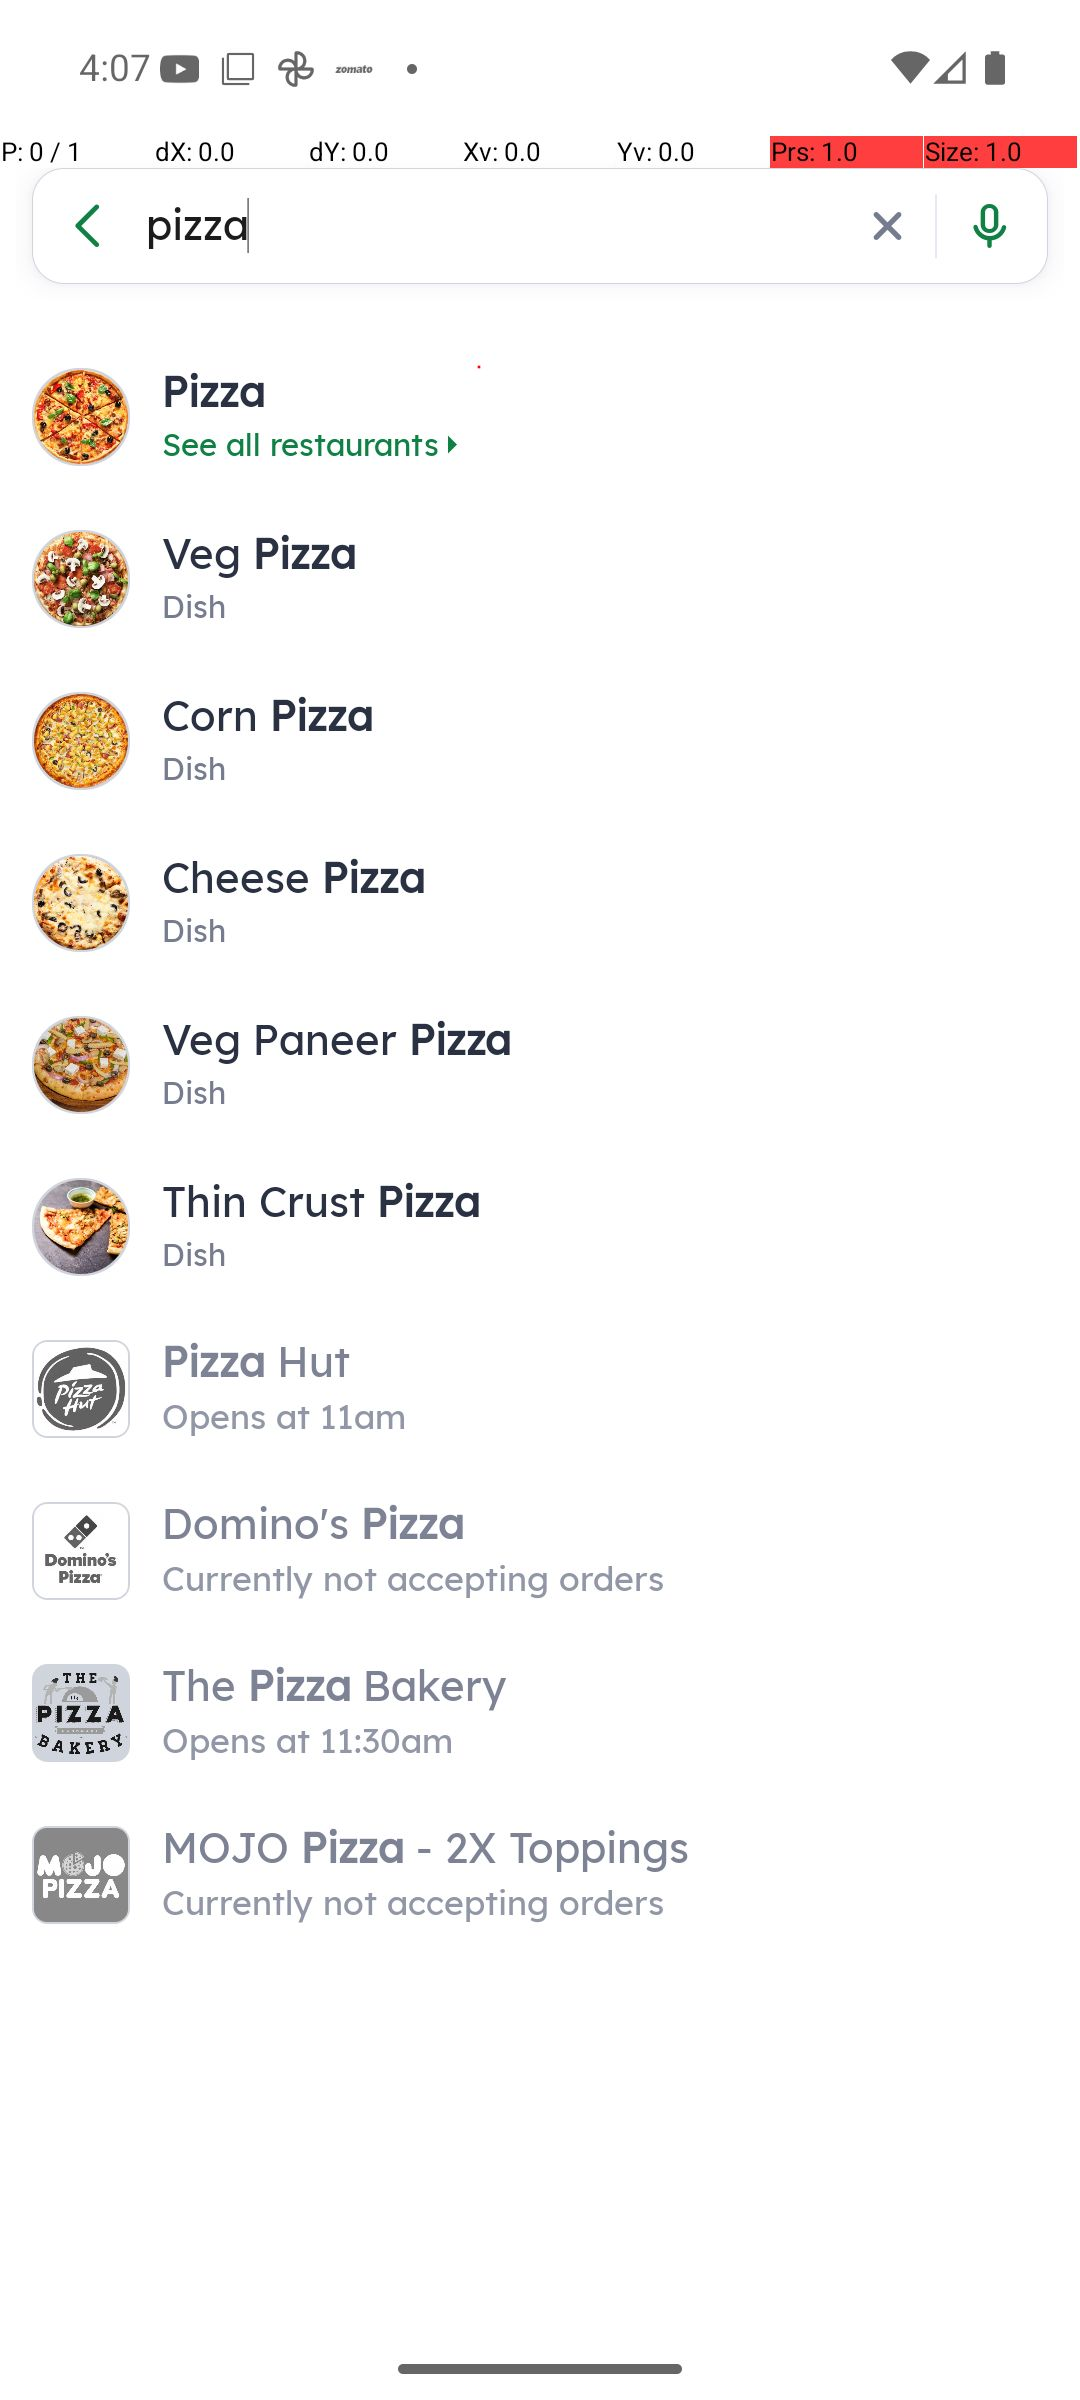 4:07 zomato
P: 0 / 1 dX: 0.0 dY: 0.0 Xv: 0.0 Yv: 0.0 Prs: 1.0 Size: 1.0
pizza
Pizza
See all restaurants
Veg Pizza
Dish
Corn Pizza
Dish
Cheese Pizza
Dish
Veg Paneer Pizza
Dish
Thin Crust Pizza
Dish
Pizza Hut
Pizza
Hut
Opens at 11am
Domino's Pizza
Domino's
Pizza
Currently not accepting orders
The Pizza Bakery
THE
PIZZA
BAKERY
Opens at 11:30am
MOJO Pizza - 2X Toppings
MOJO
PIZZA
Currently not accepting orders